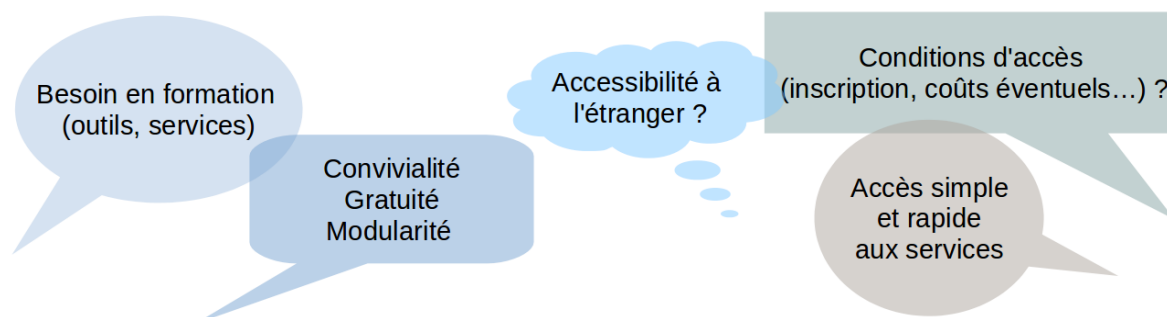 Besoin en formation
(outils, services)
Convivialité
Gratuité
Modularité
Accessibilité à
l'étranger ?
Conditions d'accès
(inscription, coûts éventuels…) ?
Accès simple
et rapide
aux services